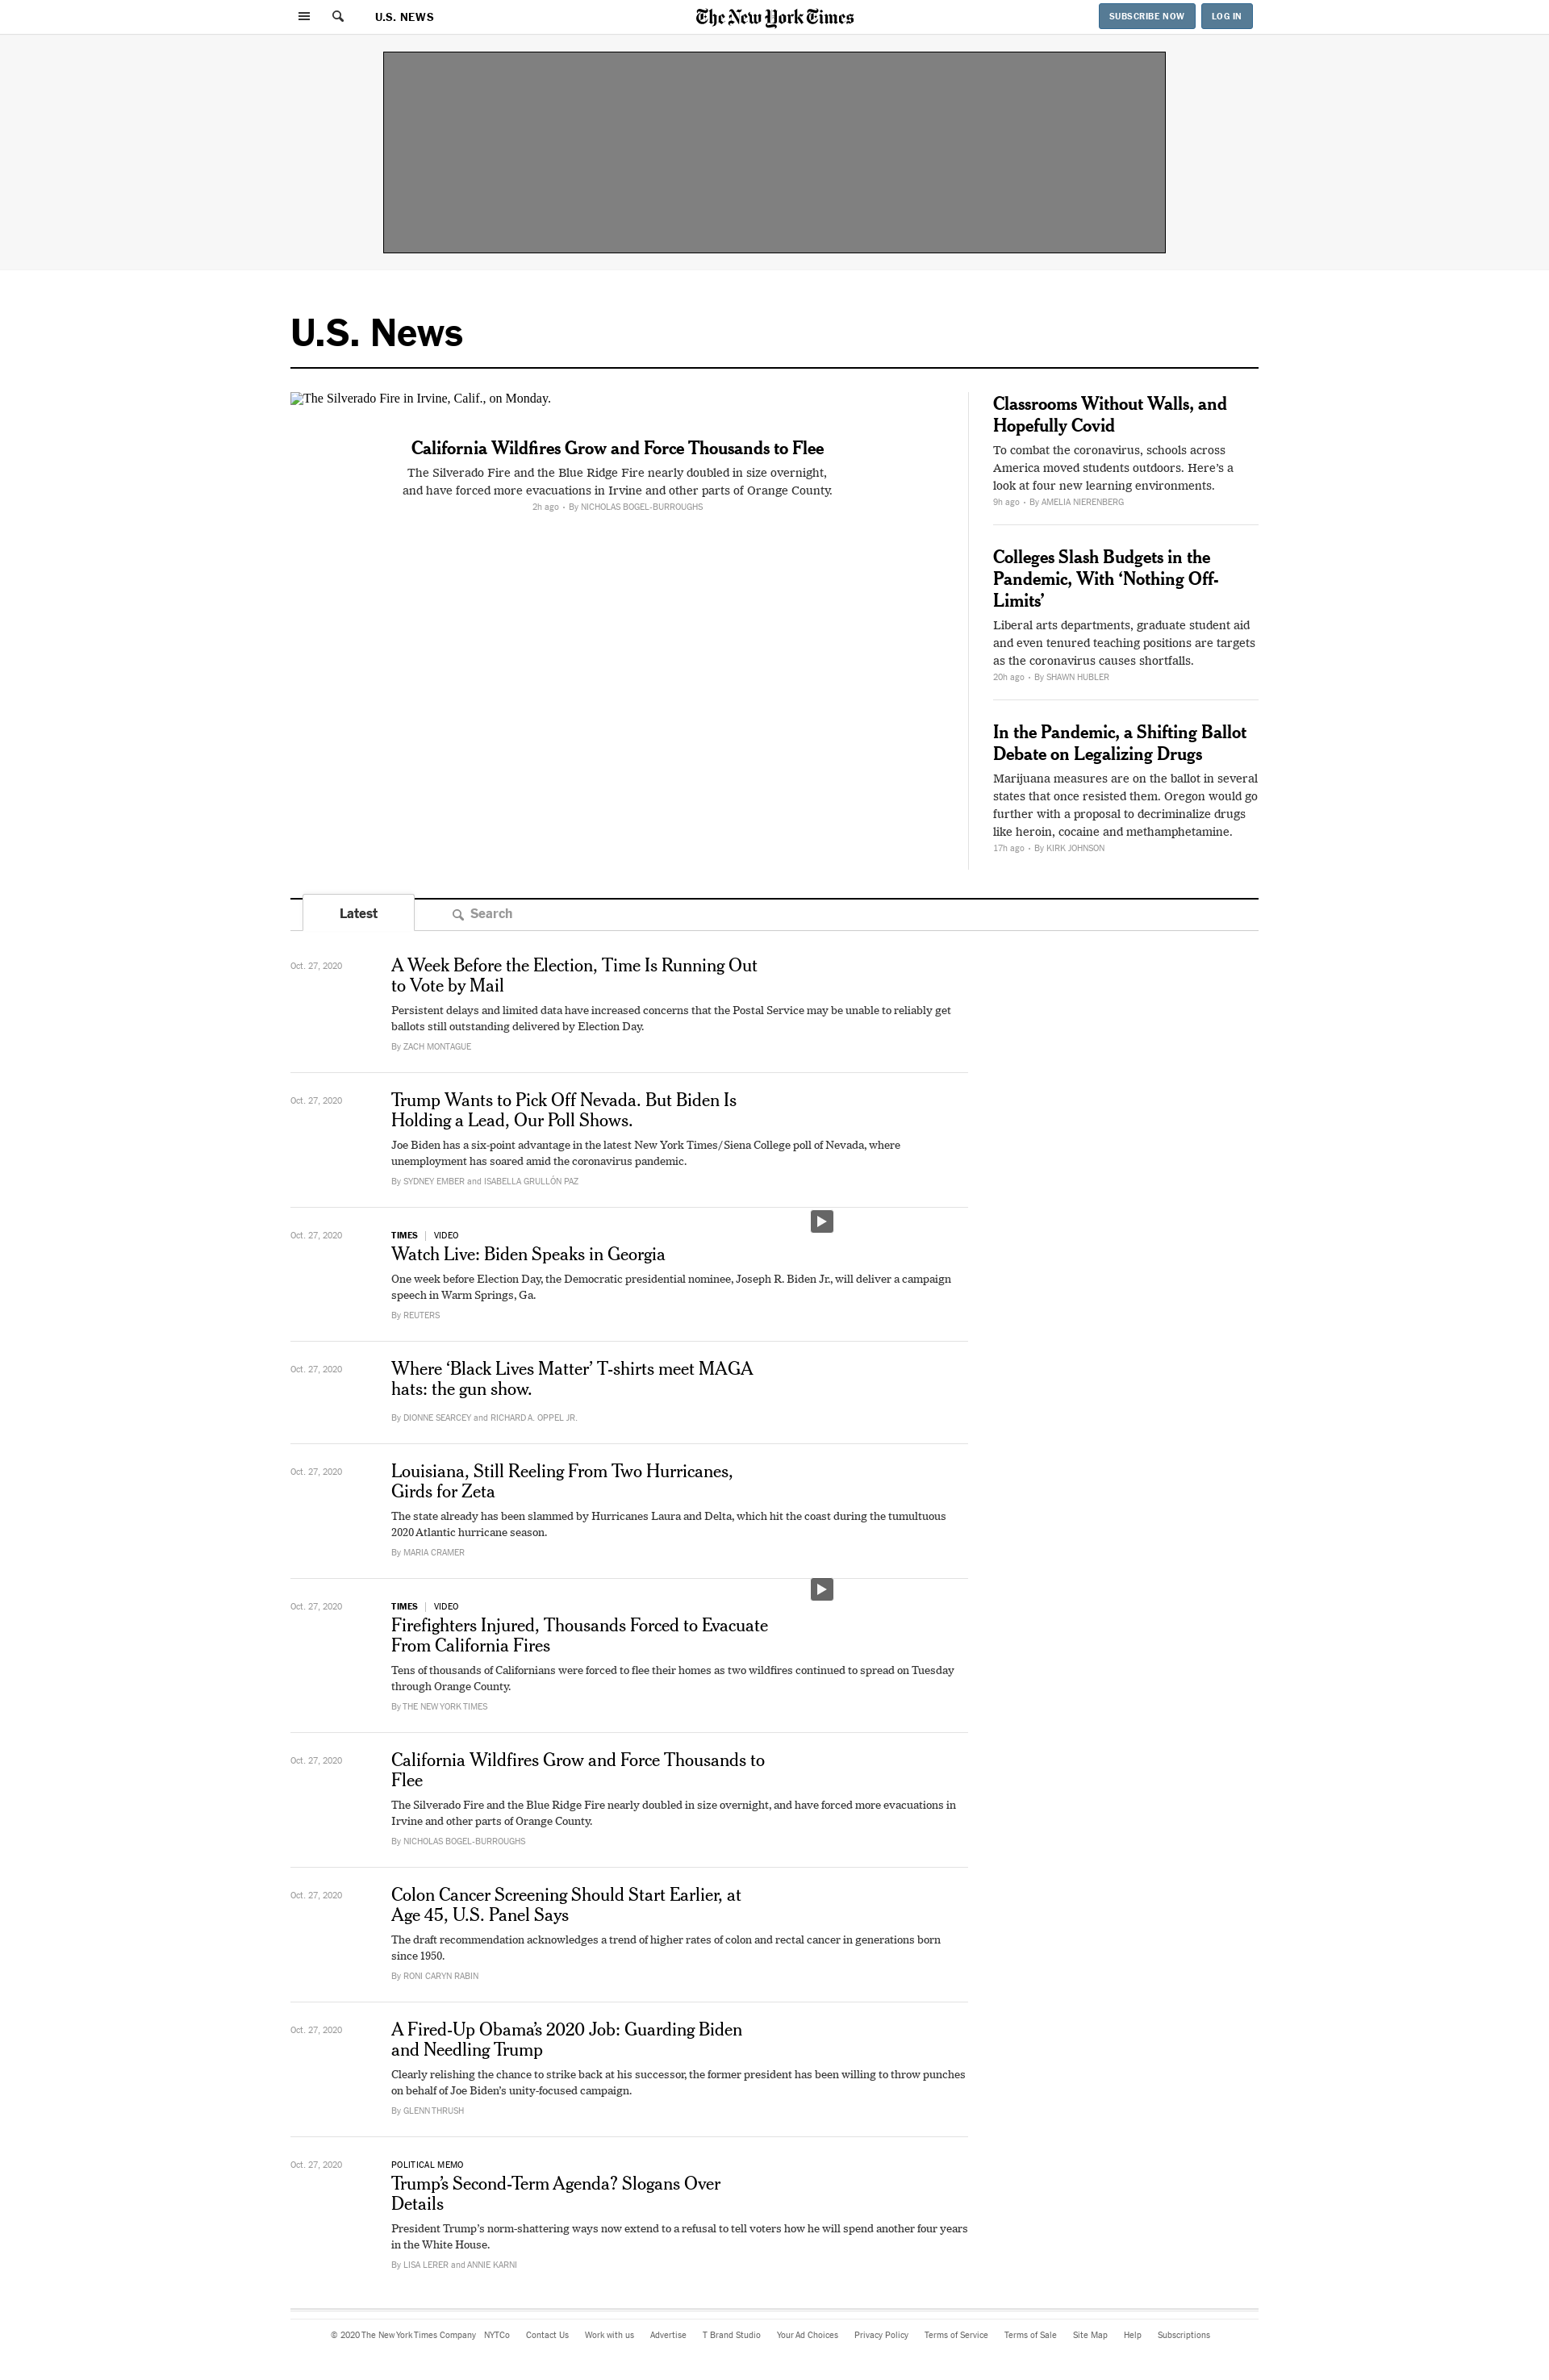 U.S. NEWS
The New York Times
SUBSCRIBE NOW
LOG IN
U.S. News
The Silverado Fire in Irvine, Calif., on Monday.
California Wildfires Grow and Force Thousands to Flee
The Silverado Fire and the Blue Ridge Fire nearly doubled in size overnight,
and have forced more evacuations in Irvine and other parts of Orange County.
2h ago • By NICHOLAS BOGEL-BURROUGHS
Classrooms Without Walls, and
Hopefully Covid
To combat the coronavirus, schools across
America moved students outdoors. Here’s a
look at four new learning environments.
9h ago • By AMELIA NIERENBERG
Colleges Slash Budgets in the
Pandemic, With ‘Nothing Off-
Limits’
Liberal arts departments, graduate student aid
and even tenured teaching positions are targets
as the coronavirus causes shortfalls.
20h ago • By SHAWN HUBLER
In the Pandemic, a Shifting Ballot
Debate on Legalizing Drugs
Marijuana measures are on the ballot in several
states that once resisted them. Oregon would go
further with a proposal to decriminalize drugs
like heroin, cocaine and methamphetamine.
17h ago • By KIRK JOHNSON
Latest
Search
Oct. 27, 2020
A Week Before the Election, Time Is Running Out
to Vote by Mail
Persistent delays and limited data have increased concerns that the Postal Service may be unable to reliably get
ballots still outstanding delivered by Election Day.
By ZACH MONTAGUE
Oct. 27, 2020
Trump Wants to Pick Off Nevada. But Biden Is
Holding a Lead, Our Poll Shows.
Joe Biden has a six-point advantage in the latest New York Times/Siena College poll of Nevada, where
unemployment has soared amid the coronavirus pandemic.
By SYDNEY EMBER and ISABELLA GRULLÓN PAZ
Oct. 27, 2020
TIMES | VIDEO
Watch Live: Biden Speaks in Georgia
One week before Election Day, the Democratic presidential nominee, Joseph R. Biden Jr., will deliver a campaign
speech in Warm Springs, Ga.
By REUTERS
Oct. 27, 2020
Where ‘Black Lives Matter’ T-shirts meet MAGA
hats: the gun show.
By DIONNE SEARCEY and RICHARD A. OPPEL JR.
Oct. 27, 2020
Louisiana, Still Reeling From Two Hurricanes,
Girds for Zeta
The state already has been slammed by Hurricanes Laura and Delta, which hit the coast during the tumultuous
2020 Atlantic hurricane season.
By MARIA CRAMER
Oct. 27, 2020
TIMES | VIDEO
Firefighters Injured, Thousands Forced to Evacuate
From California Fires
Tens of thousands of Californians were forced to flee their homes as two wildfires continued to spread on Tuesday
through Orange County.
By THE NEW YORK TIMES
Oct. 27, 2020
California Wildfires Grow and Force Thousands to
Flee
The Silverado Fire and the Blue Ridge Fire nearly doubled in size overnight, and have forced more evacuations in
Irvine and other parts of Orange County.
By NICHOLAS BOGEL-BURROUGHS
Oct. 27, 2020
Colon Cancer Screening Should Start Earlier, at
Age 45, U.S. Panel Says
The draft recommendation acknowledges a trend of higher rates of colon and rectal cancer in generations born
since 1950.
By RONI CARYN RABIN
Oct. 27, 2020
A Fired-Up Obama’s 2020 Job: Guarding Biden
and Needling Trump
Clearly relishing the chance to strike back at his successor, the former president has been willing to throw punches
on behalf of Joe Biden’s unity-focused campaign.
By GLENN THRUSH
Oct. 27, 2020
POLITICAL MEMO
Trump’s Second-Term Agenda? Slogans Over
Details
President Trump’s norm-shattering ways now extend to a refusal to tell voters how he will spend another four years
in the White House.
By LISA LERER and ANNIE KARNI
© 2020 The New York Times Company NYTCo Contact Us Work with us Advertise T Brand Studio Your Ad Choices Privacy Policy Terms of Service Terms of Sale Site Map Help Subscriptions